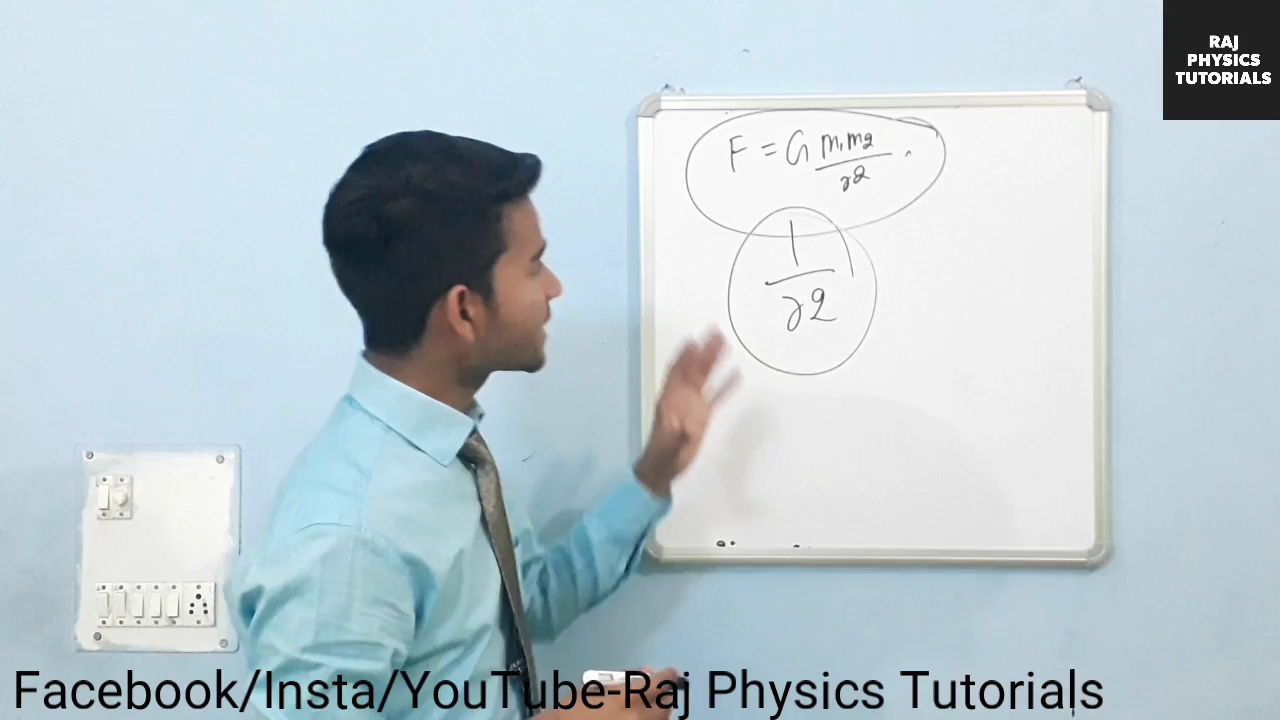 RAJ
PHYSICS
TUTORIALS
F = G m₁m₂/r²
1/r²
Facebook/Insta/YouTube-Raj Physics Tutorials